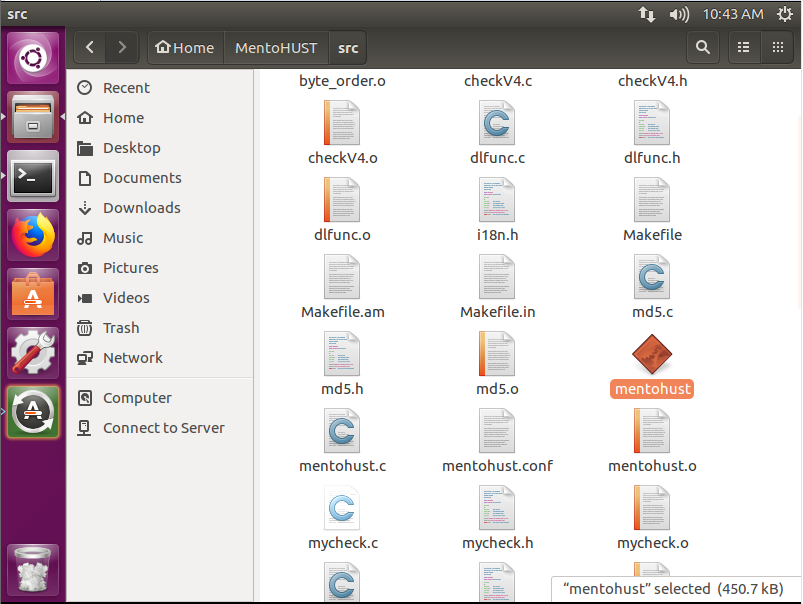 src
10:43 AM
Home
MentoHUST
src
Recent
Home
Desktop
Documents
Downloads
Music
Pictures
Videos
Trash
Network
Computer
Connect to Server
byte_order.o checkV4.c checkV4.h
checkV4.o dlfunc.c dlfunc.h
dlfunc.o i18n.h Makefile
Makefile.am Makefile.in md5.c
md5.h md5.o mentohust
mentohust.c mentohust.conf mentohust.o
mycheck.c mycheck.h mycheck.o
“mentohust” selected (450.7 kB)